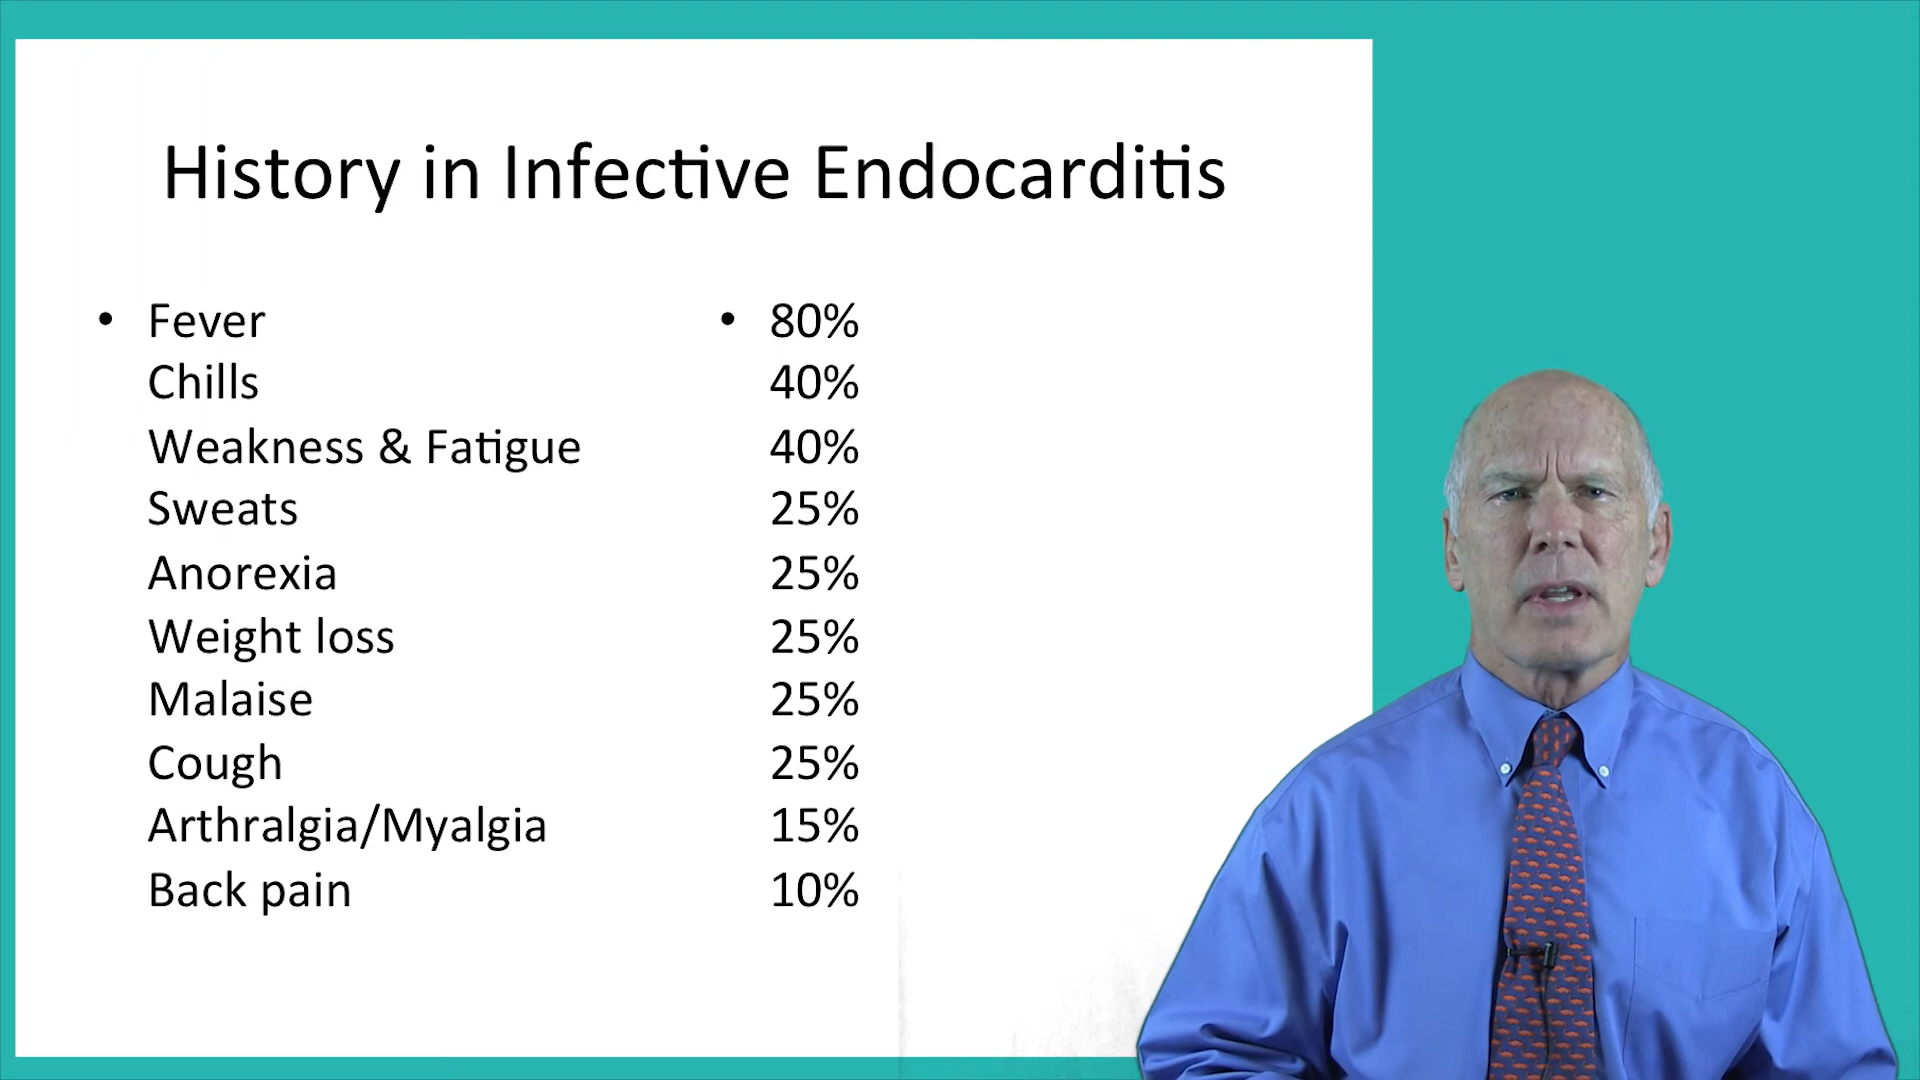 History in Infective Endocarditis
• Fever • 80%
Chills 40%
Weakness & Fatigue 40%
Sweats 25%
Anorexia 25%
Weight loss 25%
Malaise 25%
Cough 25%
Arthralgia/Myalgia 15%
Back pain 10%